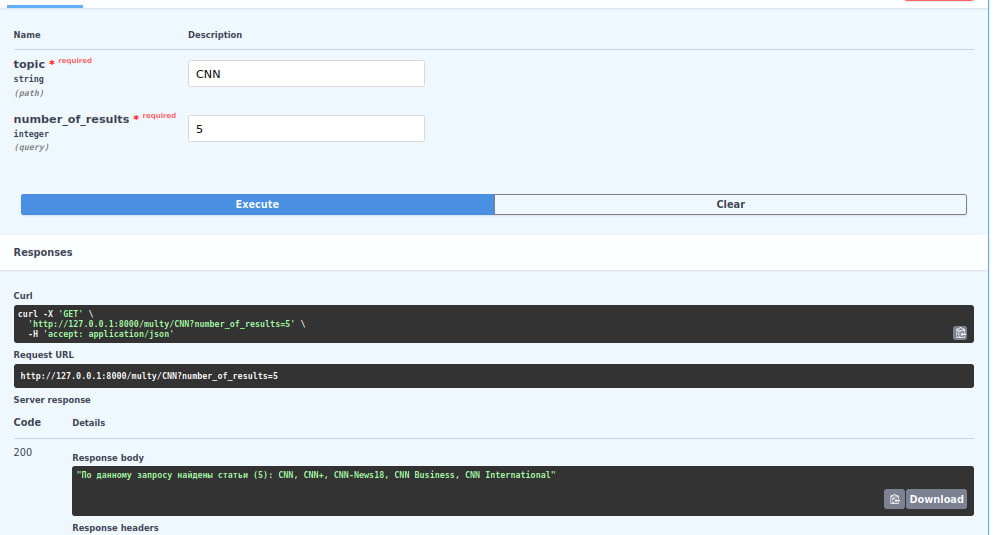 Name Description
topic * required
CNN
string
(path)
number_of_results * required
5
integer
(query)
Execute Clear
Responses
Curl
curl -X 'GET' \
'http://127.0.0.1:8000/multy/CNN?number_of_results=5' \
-H 'accept: application/json'
Request URL
http://127.0.0.1:8000/multy/CNN?number_of_results=5
Server response
Code Details
200
Response body
"По данному запросу найдены статьи (5): CNN, CNN+, CNN-News18, CNN Business, CNN International"
Download
Response headers